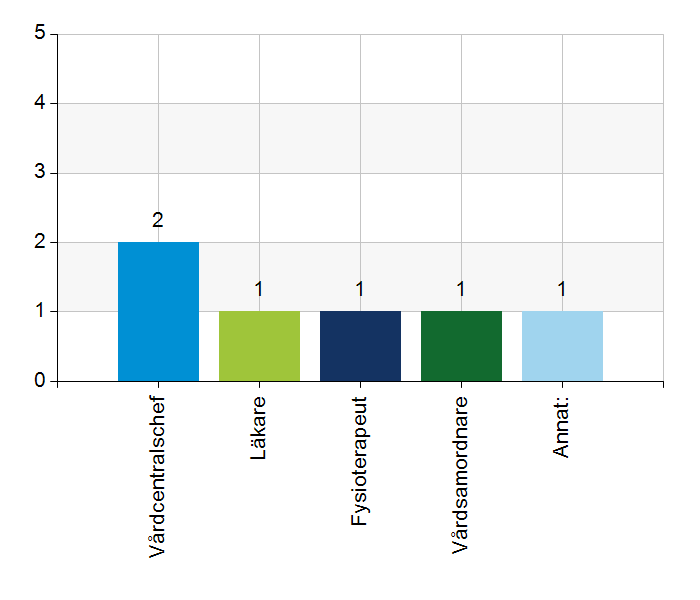 5
4
3
2
1
0
2
1
1
1
1
Vårdcentralschef
Läkare
Fysioterapeut
Vårdsamordnare
Annat: